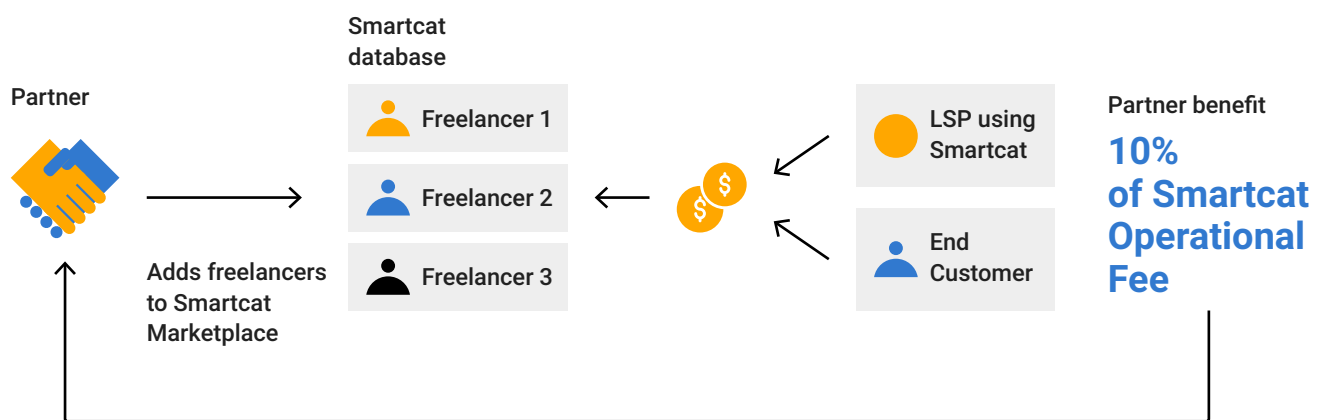 Partner
Adds freelancers
to Smartcat
Marketplace
Smartcat
database
Freelancer 1
Freelancer 2
Freelancer 3
$
$
LSP using
Smartcat
End
Customer
Partner benefit
10%
of Smartcat
Operational
Fee